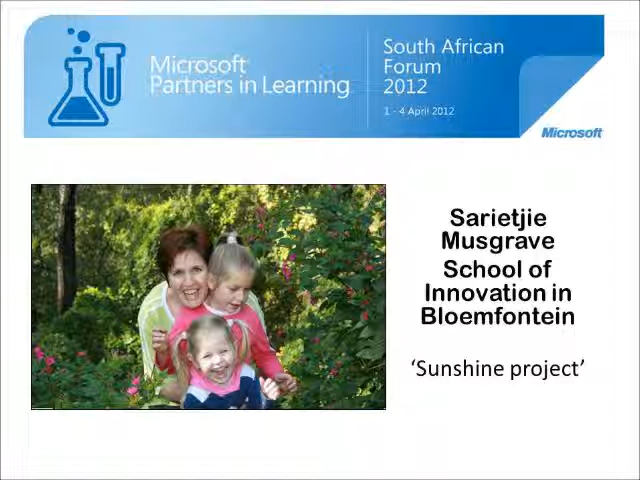 Microsoft
Partners in Learning
South African
Forum
2012
1 - 4 April 2012
Microsoft
Sarietjie
Musgrave
School of
Innovation in
Bloemfontein
‘Sunshine project’